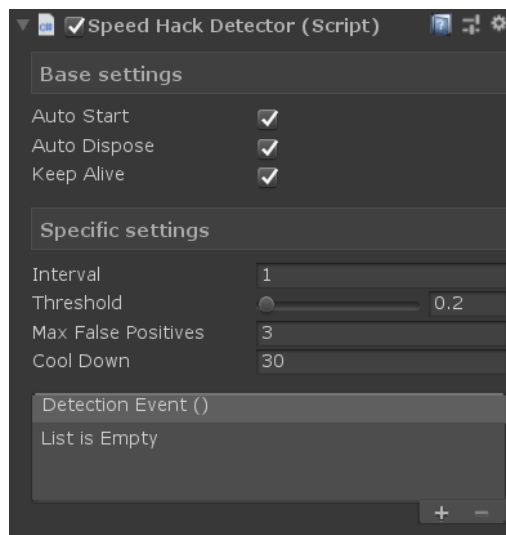 Speed Hack Detector (Script)
Base settings
Auto Start
Auto Dispose
Keep Alive
Specific settings
Interval 1
Threshold 0.2
Max False Positives 3
Cool Down 30
Detection Event ()
List is Empty